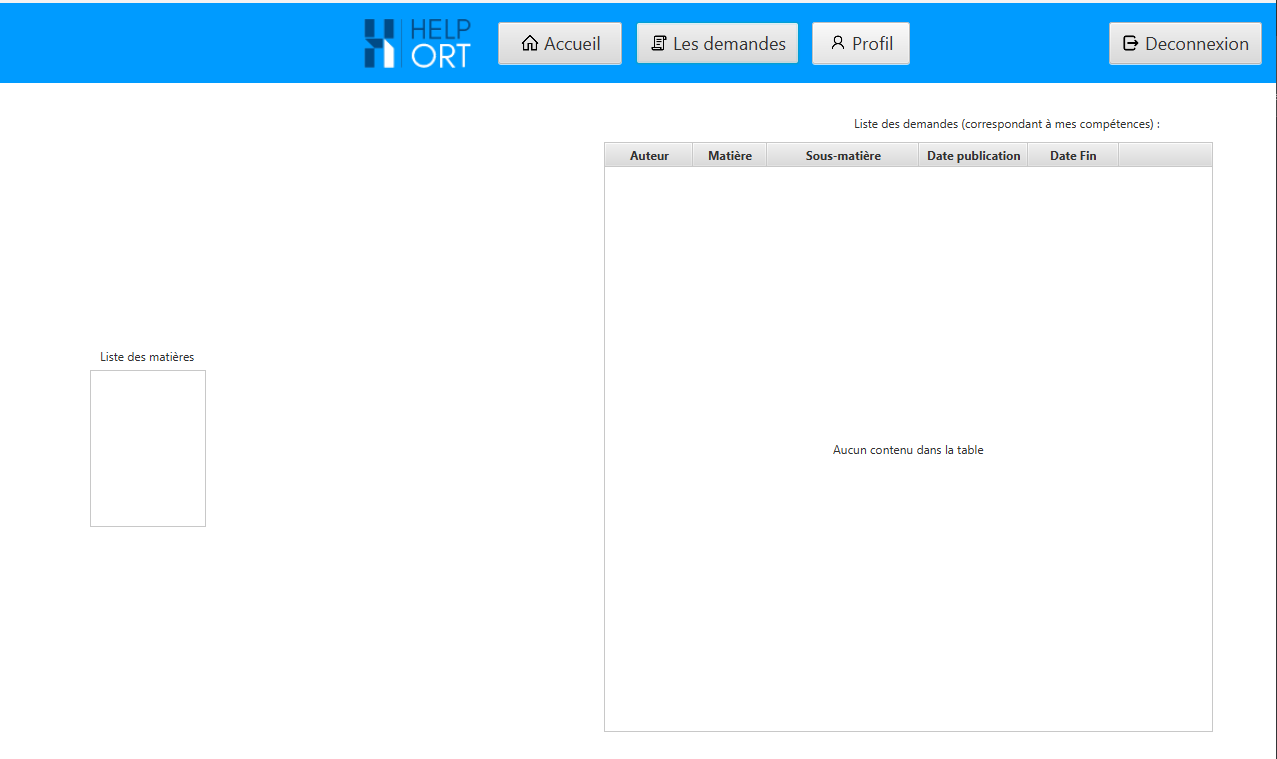 HELP
ORT
Accueil
Les demandes
Profil
Deconnexion
Liste des demandes (correspondant à mes compétences) :
Auteur Matière Sous-matière Date publication Date Fin
Liste des matières
Aucun contenu dans la table